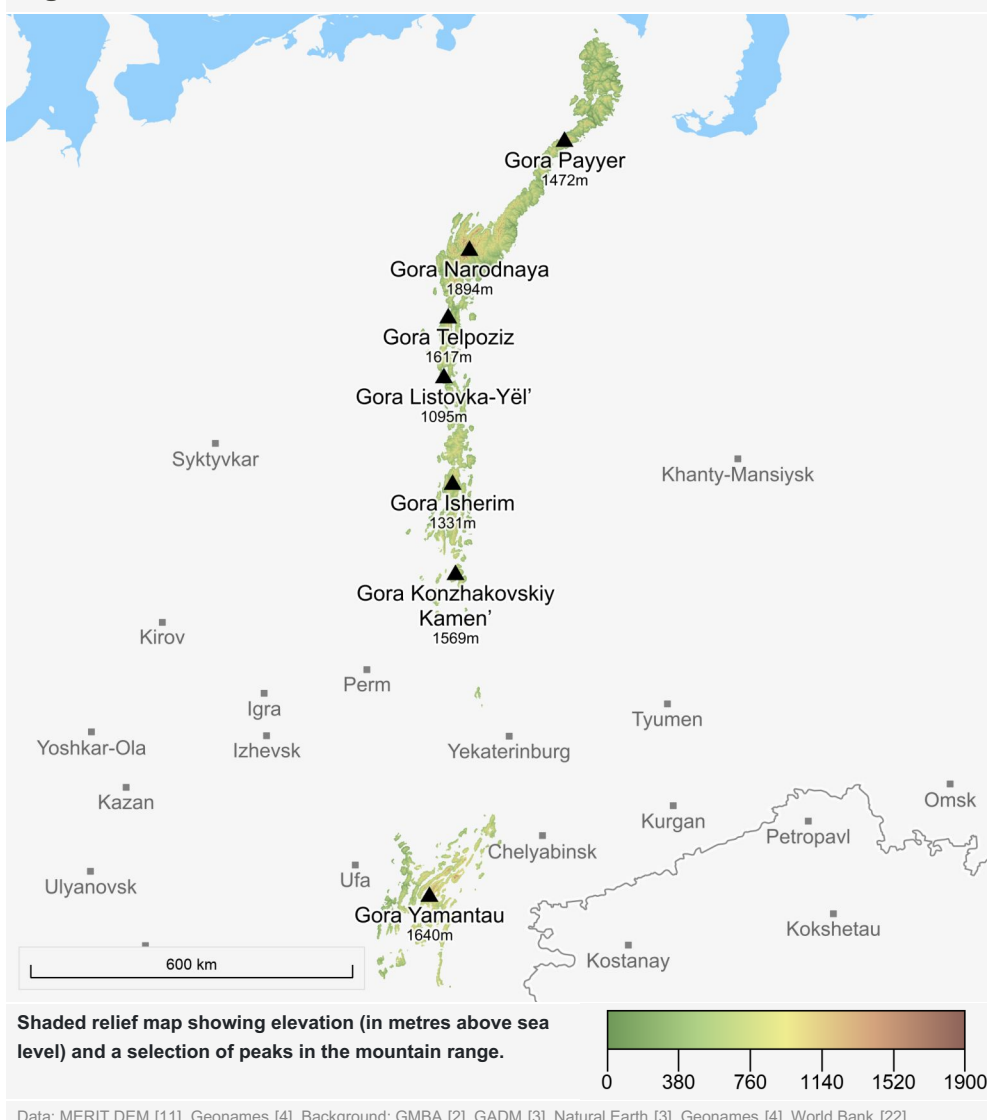 Gora Payyer
1472m
Gora Narodnaya
1894m
Gora Telpoziz
1617m
Gora Listovka-Yël’
1095m
Syktyvkar
Khanty-Mansiysk
Gora Isherim
1331m
Gora Konzhakovskiy
Kamen’
1569m
Kirov
Perm
Igra
Tyumen
Yoshkar-Ola
Izhevsk
Yekaterinburg
Kazan
Omsk
Kurgan
Petropavl
Chelyabinsk
Ufa
Ulyanovsk
Gora Yamantau
1640m
Kokshetau
Kostanay
600 km
Shaded relief map showing elevation (in metres above sea
level) and a selection of peaks in the mountain range.
0 380 760 1140 1520 1900
Data: MERIT DEM [11], Geonames [4]. Background: GMBA [2], GADM [3], Natural Earth [3], Geonames [4], World Bank [22]